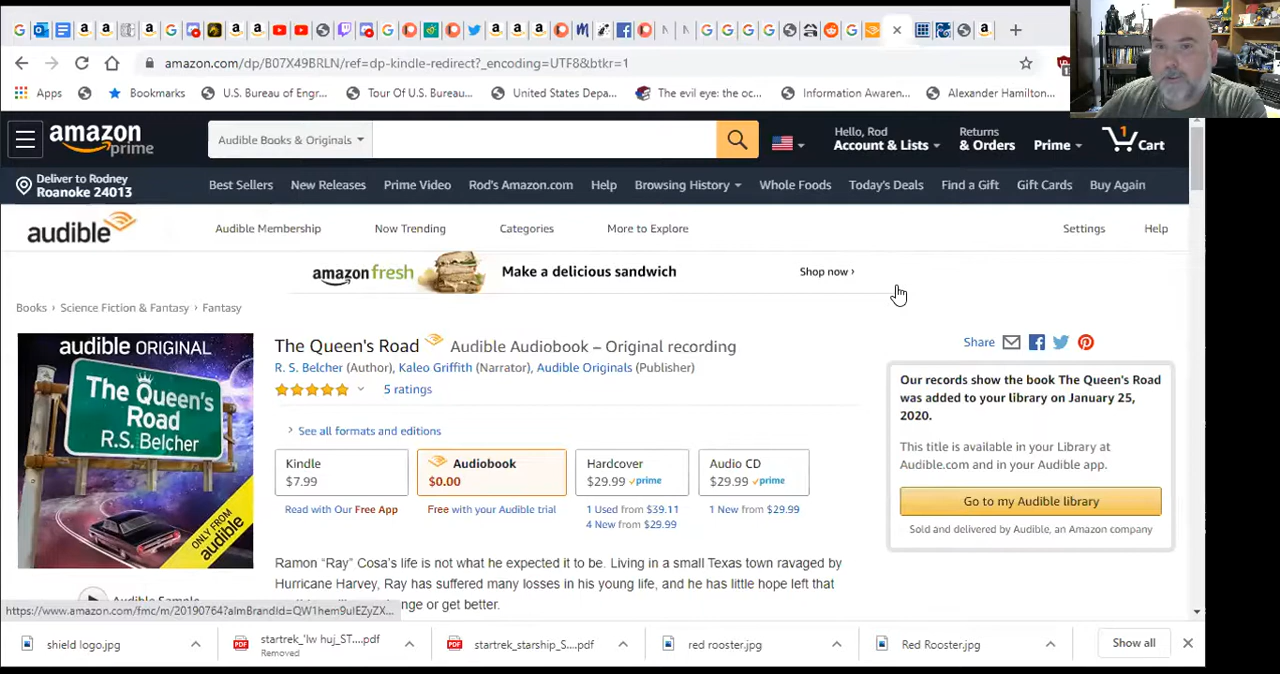 amazon.com/dp/B07X49BRLN/ref=dp-kindle-redirect?_encoding=UTF8&btkr=1
Apps
Bookmarks
U.S. Bureau of Engr...
Tour Of U.S. Bureau...
United States Depa...
The evil eye: the oc...
Information Awaren...
Alexander Hamilton...
amazon prime
Audible Books & Originals
Hello, Rod
Account & Lists
Returns
& Orders
Prime
1
Cart
Deliver to Rodney
Roanoke 24013
Best Sellers
New Releases
Prime Video
Rod's Amazon.com
Help
Browsing History
Whole Foods
Today's Deals
Find a Gift
Gift Cards
Buy Again
audible
Audible Membership
Now Trending
Categories
More to Explore
Settings
Help
amazon fresh
Make a delicious sandwich
Shop now ›
Books › Science Fiction & Fantasy › Fantasy
audible ORIGINAL
The Queen's
Road
R.S. Belcher
ONLY FROM
audible
The Queen's Road Audible Audiobook – Original recording
R. S. Belcher (Author), Kaleo Griffith (Narrator), Audible Originals (Publisher)
5 ratings
› See all formats and editions
Kindle
$7.99
Read with Our Free App
Audiobook
$0.00
Free with your Audible trial
Hardcover
$29.99 prime
1 Used from $39.11
4 New from $29.99
Audio CD
$29.99 prime
1 New from $29.99
Ramon “Ray” Cosa's life is not what he expected it to be. Living in a small Texas town ravaged by
Hurricane Harvey, Ray has suffered many losses in his young life, and he has little hope left that
nge or get better.
Share
Our records show the book The Queen's Road
was added to your library on January 25,
2020.
This title is available in your Library at
Audible.com and in your Audible app.
Go to my Audible library
Sold and delivered by Audible, an Amazon company
Audible Sample
shield logo.jpg
startrek_'lw huj_ST....pdf
Removed
startrek_starship_S....pdf
red rooster.jpg
Red Rooster.jpg
Show all